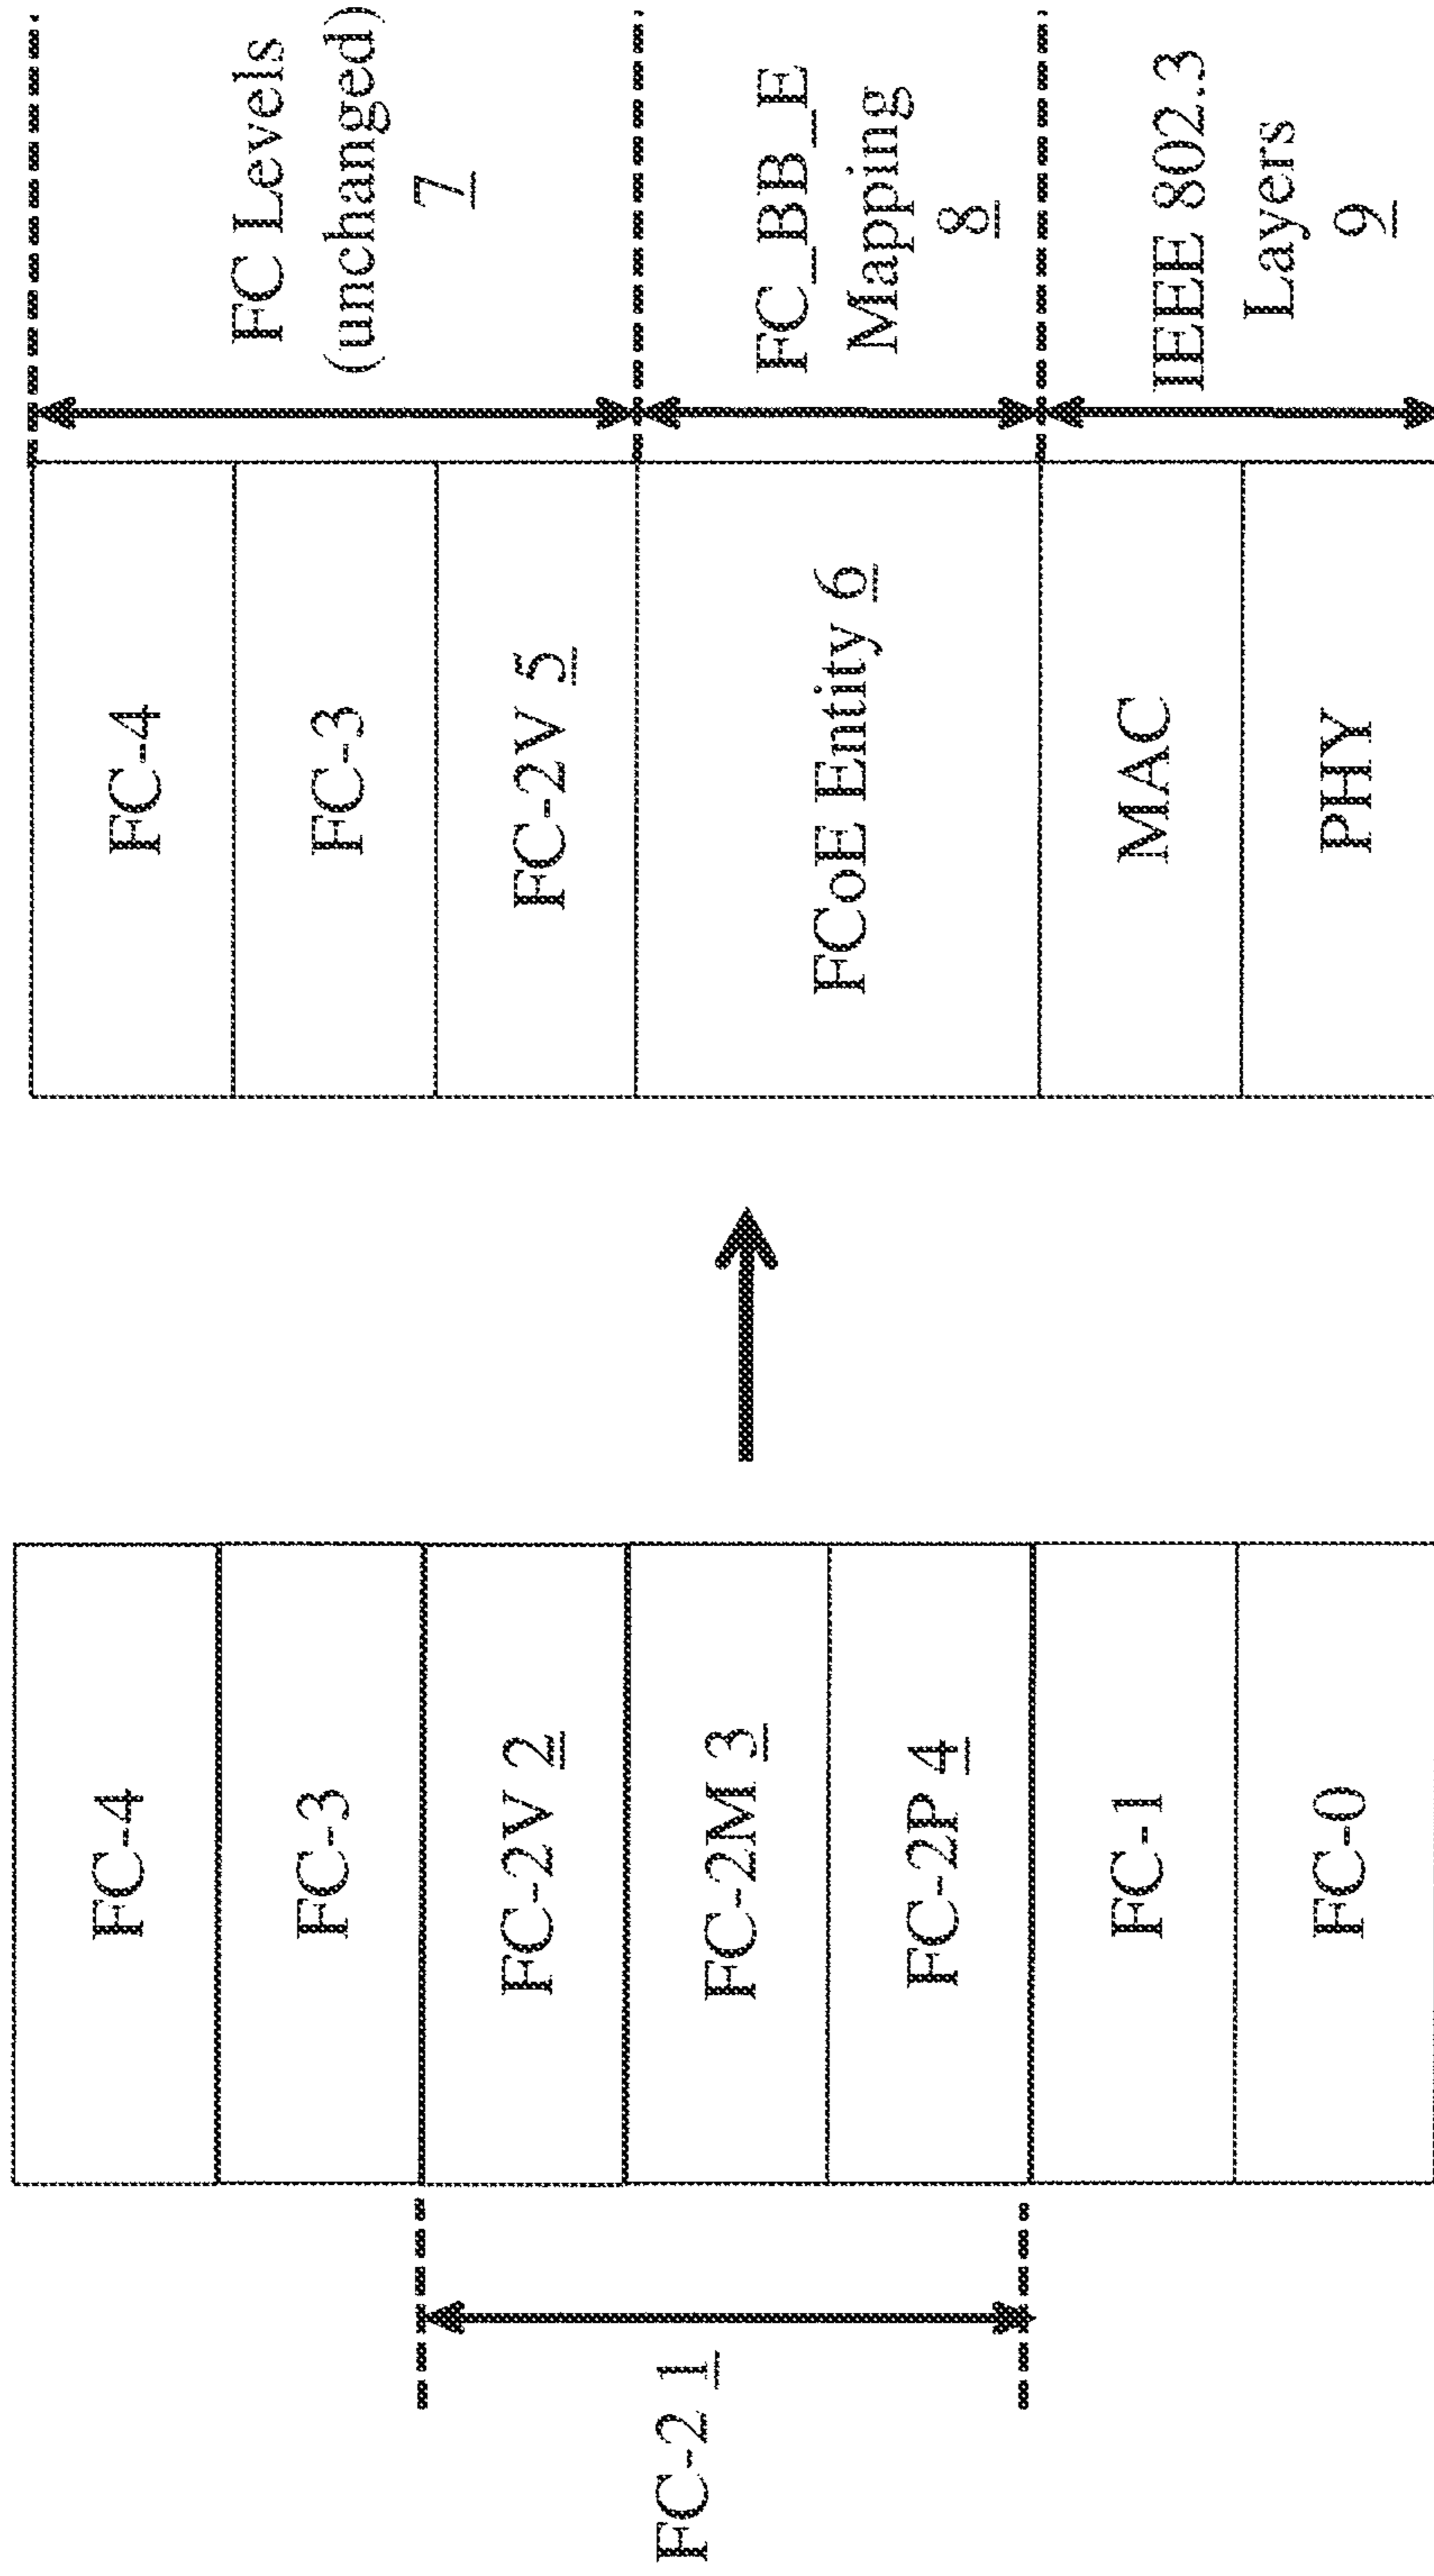 FC-2 1
FC-4
FC-3
FC-2V 2
FC-2M 3
FC-2P 4
FC-1
FC-0
FC-4
FC-3
FC-2V 5
FCoE Entity 6
MAC
PHY
FC Levels
(unchanged)
7
FC_BB_E
Mapping
8
IEEE 802.3
Layers
9